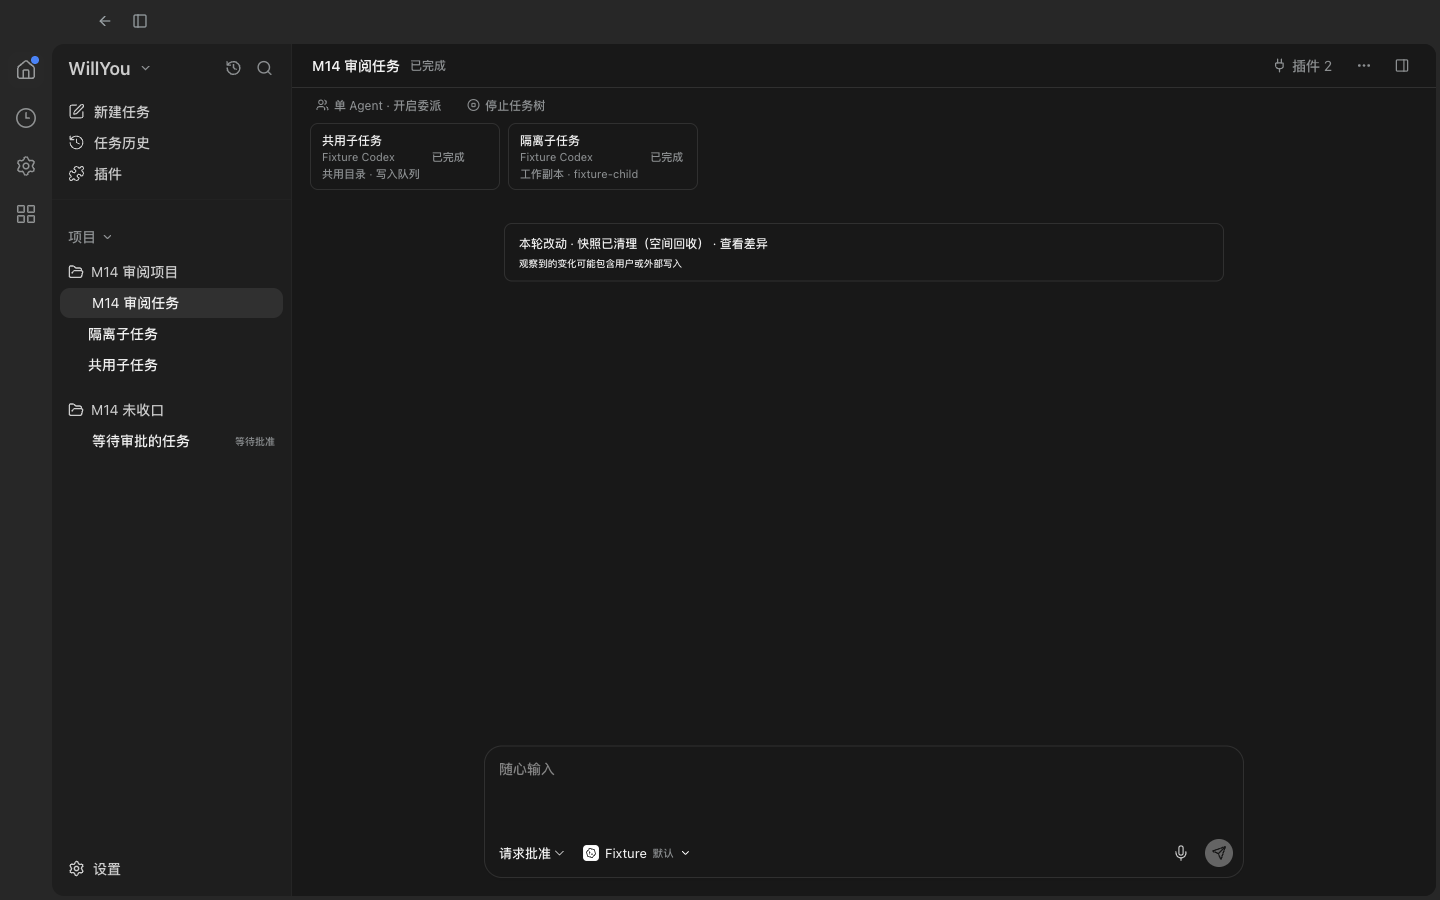 WillYou
新建任务
任务历史
插件
项目
M14 审阅项目
M14 审阅任务
隔离子任务
共用子任务
M14 未收口
等待审批的任务 等待批准
设置
M14 审阅任务 已完成
插件 2
单 Agent · 开启委派 停止任务树
共用子任务
Fixture Codex 已完成
共用目录 · 写入队列
隔离子任务
Fixture Codex 已完成
工作副本 · fixture-child
本轮改动 · 快照已清理（空间回收） · 查看差异
观察到的变化可能包含用户或外部写入
随心输入
请求批准 Fixture 默认